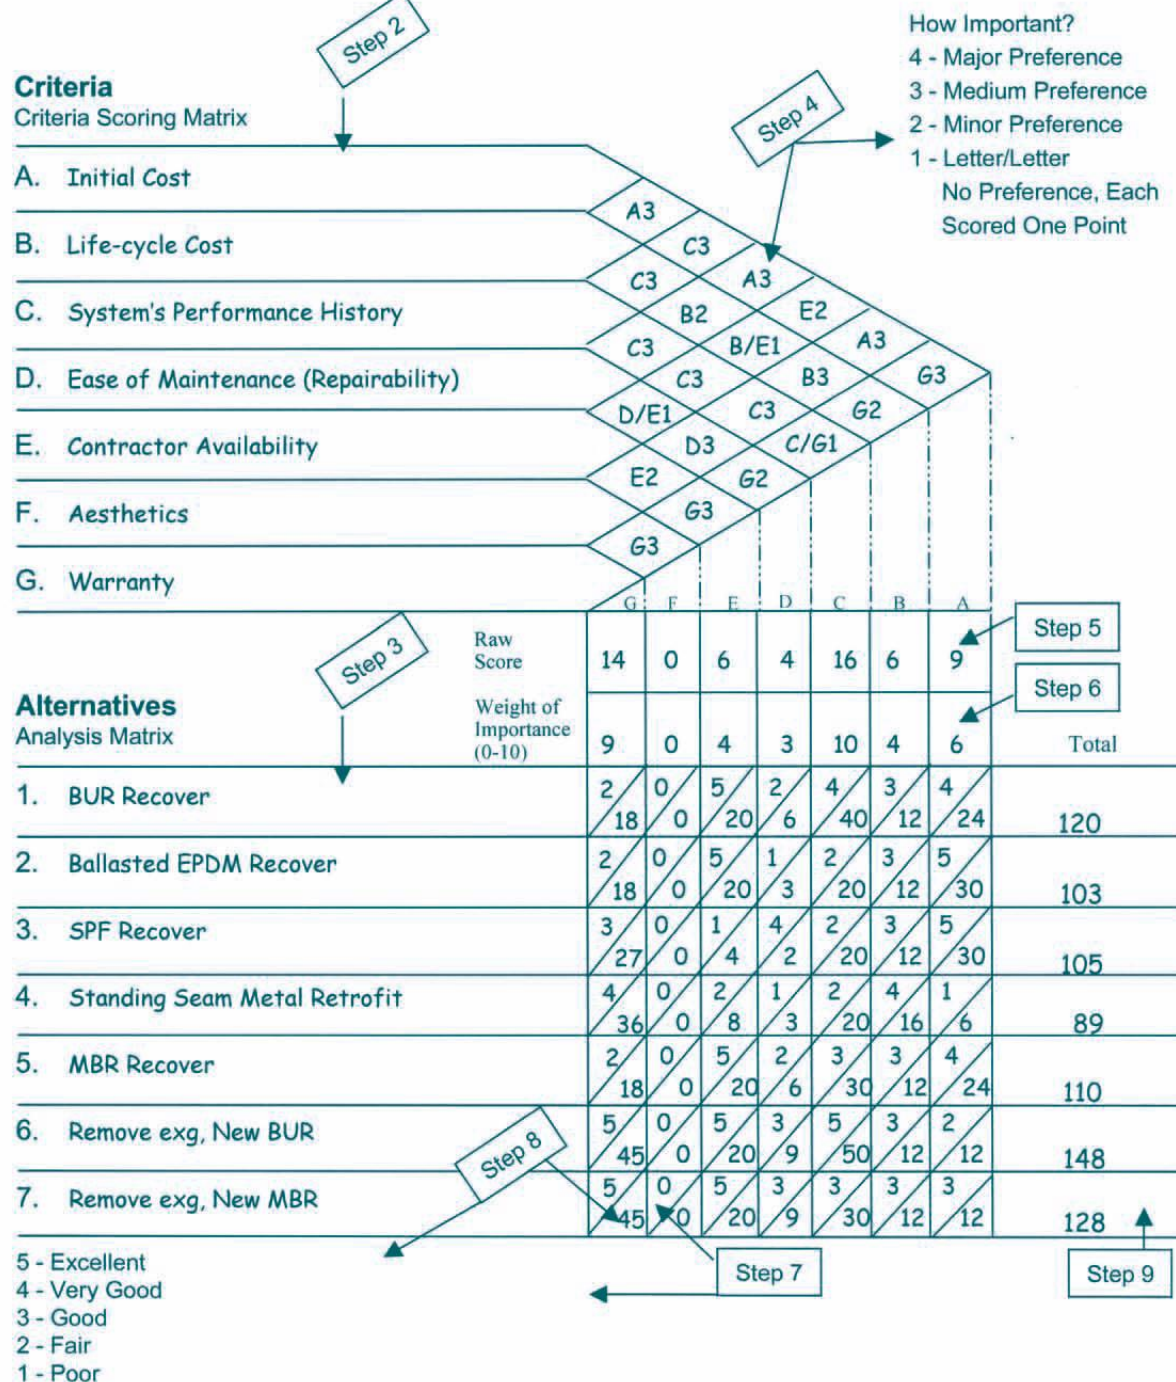 Step 2
How Important?
4 - Major Preference
3 - Medium Preference
2 - Minor Preference
1 - Letter/Letter
No Preference, Each
Scored One Point
Step 4
Criteria
Criteria Scoring Matrix
A. Initial Cost
B. Life-cycle Cost
C. System's Performance History
D. Ease of Maintenance (Repairability)
E. Contractor Availability
F. Aesthetics
G. Warranty
A3
C3
C3 A3
B2 E2
C3 B/E1 A3
C3 B3 G3
D/E1 C3 G2
D3 C/G1
E2 G2
G3
G3
G F E D C B A
Step 3
Raw
Score 14 0 6 4 16 6 9
Step 5
Step 6
Alternatives
Analysis Matrix
Weight of
Importance
(0-10) 9 0 4 3 10 4 6 Total
1. BUR Recover 2 0 5 2 4 3 4
18 0 20 6 40 12 24 120
2. Ballasted EPDM Recover 2 0 5 1 2 3 5
18 0 20 3 20 12 30 103
3. SPF Recover 3 0 1 4 2 3 5
27 0 4 2 20 12 30 105
4. Standing Seam Metal Retrofit 4 0 2 1 2 4 1
36 0 8 3 20 16 6 89
5. MBR Recover 2 0 5 2 3 3 4
18 0 20 6 30 12 24 110
6. Remove exg, New BUR 5 0 5 3 5 3 2
45 0 20 9 50 12 12 148
7. Remove exg, New MBR 5 0 5 3 3 3 3
45 0 20 9 30 12 12 128
Step 8
Step 7
Step 9
5 - Excellent
4 - Very Good
3 - Good
2 - Fair
1 - Poor